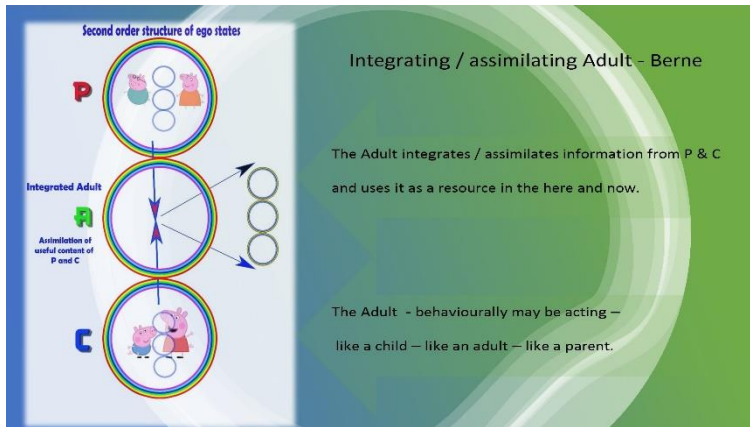 Second order structure of ego states
P
Integrated Adult
A
Assimilation of
useful content of
P and C
C
Integrating / assimilating Adult - Berne
The Adult integrates / assimilates information from P & C
and uses it as a resource in the here and now.
The Adult  - behaviourally may be acting –
like a child – like an adult – like a parent.